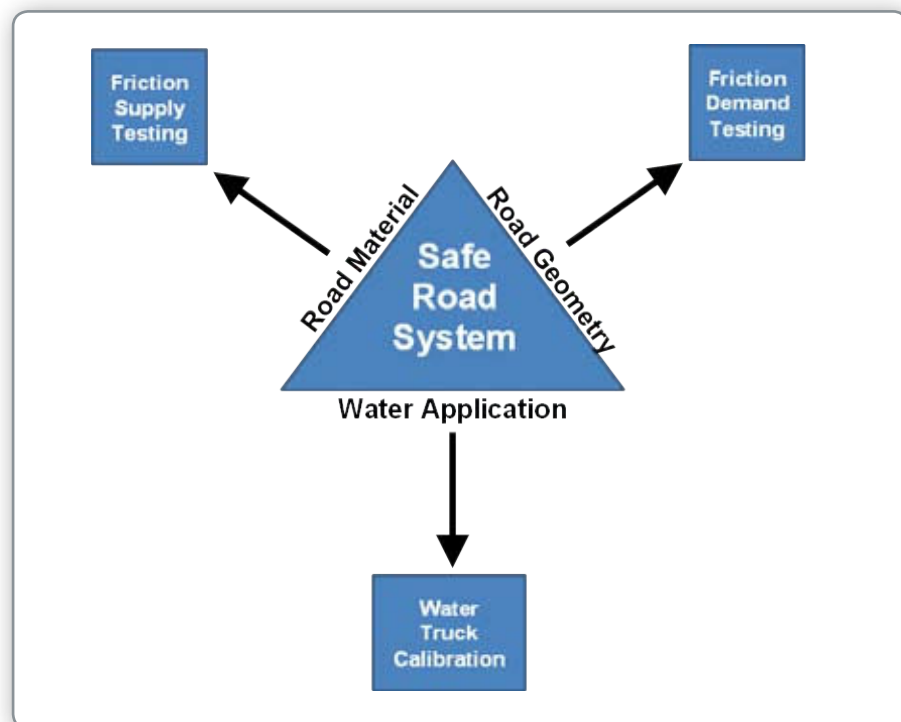 Friction
Supply
Testing
Friction
Demand
Testing
Road Material
Road Geometry
Safe
Road
System
Water Application
Water
Truck
Calibration